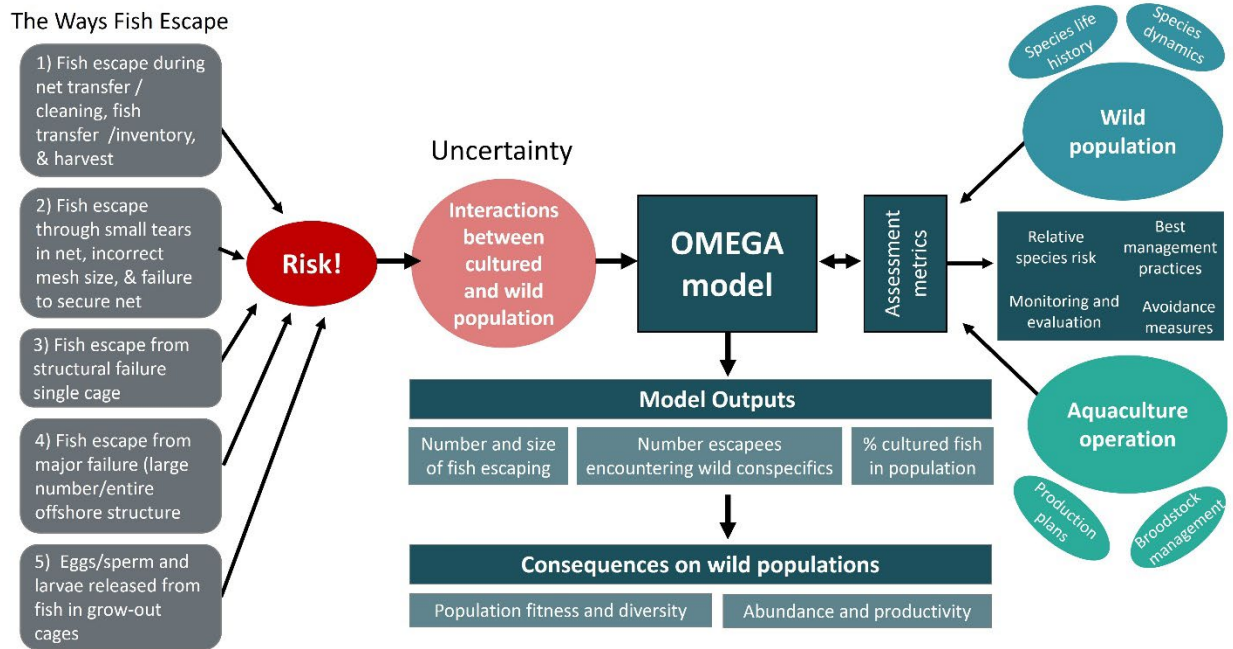 The Ways Fish Escape
1) Fish escape during
net transfer /
cleaning, fish
transfer /inventory,
& harvest
2) Fish escape
through small tears
in net, incorrect
mesh size, & failure
to secure net
3) Fish escape from
structural failure
single cage
4) Fish escape from
major failure (large
number/entire
offshore structure
5) Eggs/sperm and
larvae released from
fish in grow-out
cages
Risk!
Uncertainty
Interactions
between
cultured
and wild
population
OMEGA
model
Model Outputs
Number and size
of fish escaping
Number escapees
encountering wild conspecifics
% cultured fish
in population
Consequences on wild populations
Population fitness and diversity
Abundance and productivity
Assessment
metrics
Species life
history
Species
dynamics
Wild
population
Relative
species risk
Best
management
practices
Monitoring and
evaluation
Avoidance
measures
Aquaculture
operation
Production
plans
Broodstock
management